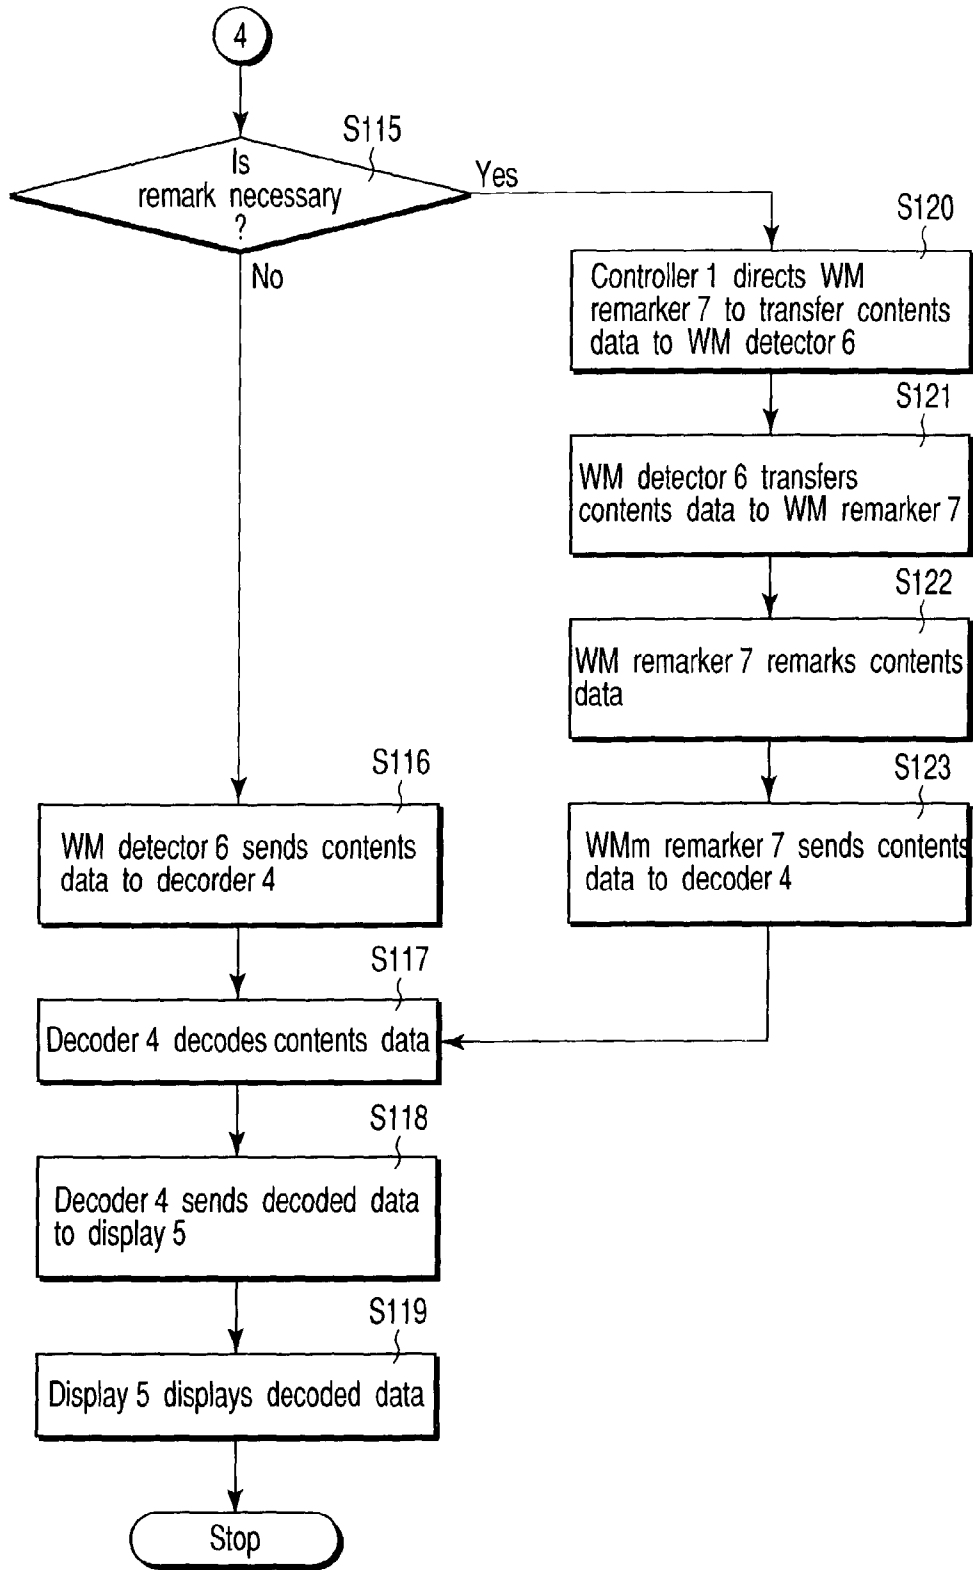 4
S115
Is
remark necessary
?
Yes
No
S120
Controller 1 directs WM
remarker 7 to transfer contents
data to WM detector 6
S121
WM detector 6 transfers
contents data to WM remarker 7
S122
WM remarker 7 remarks contents
data
S123
WMm remarker 7 sends contents
data to decoder 4
S116
WM detector 6 sends contents
data to decorder 4
S117
Decoder 4 decodes contents data
S118
Decoder 4 sends decoded data
to display 5
S119
Display 5 displays decoded data
Stop